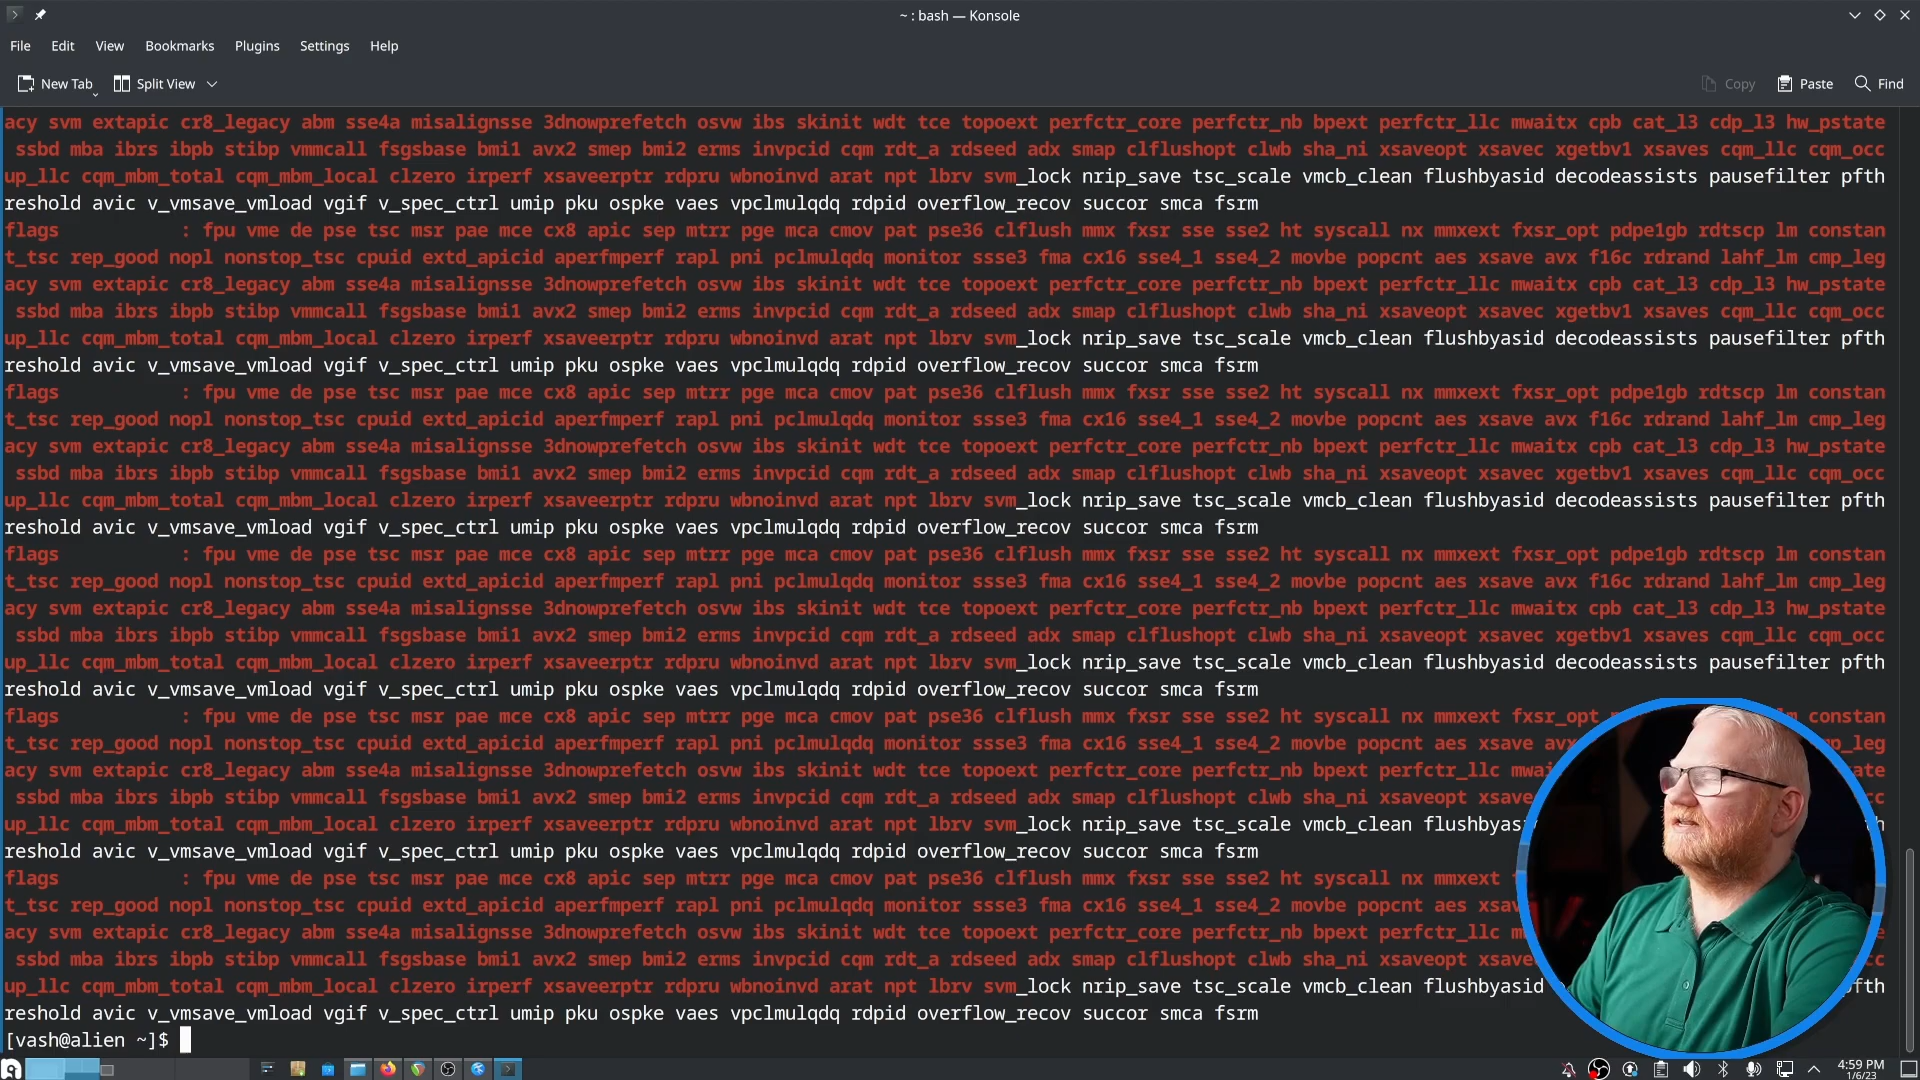 ~ : bash — Konsole
File Edit View Bookmarks Plugins Settings Help
New Tab Split View Copy Paste Find
acy svm extapic cr8_legacy abm sse4a misalignsse 3dnowprefetch osvw ibs skinit wdt tce topoext perfctr_core perfctr_nb bpext perfctr_llc mwaitx cpb cat_l3 cdp_l3 hw_pstate
ssbd mba ibrs ibpb stibp vmmcall fsgsbase bmi1 avx2 smep bmi2 erms invpcid cqm rdt_a rdseed adx smap clflushopt clwb sha_ni xsaveopt xsavec xgetbv1 xsaves cqm_llc cqm_occ
up_llc cqm_mbm_total cqm_mbm_local clzero irperf xsaveerptr rdpru wbnoinvd arat npt lbrv svm_lock nrip_save tsc_scale vmcb_clean flushbyasid decodeassists pausefilter pfth
reshold avic v_vmsave_vmload vgif v_spec_ctrl umip pku ospke vaes vpclmulqdq rdpid overflow_recov succor smca fsrm
flags : fpu vme de pse tsc msr pae mce cx8 apic sep mtrr pge mca cmov pat pse36 clflush mmx fxsr sse sse2 ht syscall nx mmxext fxsr_opt pdpe1gb rdtscp lm constan
t_tsc rep_good nopl nonstop_tsc cpuid extd_apicid aperfmperf rapl pni pclmulqdq monitor ssse3 fma cx16 sse4_1 sse4_2 movbe popcnt aes xsave avx f16c rdrand lahf_lm cmp_leg
acy svm extapic cr8_legacy abm sse4a misalignsse 3dnowprefetch osvw ibs skinit wdt tce topoext perfctr_core perfctr_nb bpext perfctr_llc mwaitx cpb cat_l3 cdp_l3 hw_pstate
ssbd mba ibrs ibpb stibp vmmcall fsgsbase bmi1 avx2 smep bmi2 erms invpcid cqm rdt_a rdseed adx smap clflushopt clwb sha_ni xsaveopt xsavec xgetbv1 xsaves cqm_llc cqm_occ
up_llc cqm_mbm_total cqm_mbm_local clzero irperf xsaveerptr rdpru wbnoinvd arat npt lbrv svm_lock nrip_save tsc_scale vmcb_clean flushbyasid decodeassists pausefilter pfth
reshold avic v_vmsave_vmload vgif v_spec_ctrl umip pku ospke vaes vpclmulqdq rdpid overflow_recov succor smca fsrm
flags : fpu vme de pse tsc msr pae mce cx8 apic sep mtrr pge mca cmov pat pse36 clflush mmx fxsr sse sse2 ht syscall nx mmxext fxsr_opt pdpe1gb rdtscp lm constan
t_tsc rep_good nopl nonstop_tsc cpuid extd_apicid aperfmperf rapl pni pclmulqdq monitor ssse3 fma cx16 sse4_1 sse4_2 movbe popcnt aes xsave avx f16c rdrand lahf_lm cmp_leg
acy svm extapic cr8_legacy abm sse4a misalignsse 3dnowprefetch osvw ibs skinit wdt tce topoext perfctr_core perfctr_nb bpext perfctr_llc mwaitx cpb cat_l3 cdp_l3 hw_pstate
ssbd mba ibrs ibpb stibp vmmcall fsgsbase bmi1 avx2 smep bmi2 erms invpcid cqm rdt_a rdseed adx smap clflushopt clwb sha_ni xsaveopt xsavec xgetbv1 xsaves cqm_llc cqm_occ
up_llc cqm_mbm_total cqm_mbm_local clzero irperf xsaveerptr rdpru wbnoinvd arat npt lbrv svm_lock nrip_save tsc_scale vmcb_clean flushbyasid decodeassists pausefilter pfth
reshold avic v_vmsave_vmload vgif v_spec_ctrl umip pku ospke vaes vpclmulqdq rdpid overflow_recov succor smca fsrm
flags : fpu vme de pse tsc msr pae mce cx8 apic sep mtrr pge mca cmov pat pse36 clflush mmx fxsr sse sse2 ht syscall nx mmxext fxsr_opt pdpe1gb rdtscp lm constan
t_tsc rep_good nopl nonstop_tsc cpuid extd_apicid aperfmperf rapl pni pclmulqdq monitor ssse3 fma cx16 sse4_1 sse4_2 movbe popcnt aes xsave avx f16c rdrand lahf_lm cmp_leg
acy svm extapic cr8_legacy abm sse4a misalignsse 3dnowprefetch osvw ibs skinit wdt tce topoext perfctr_core perfctr_nb bpext perfctr_llc mwaitx cpb cat_l3 cdp_l3 hw_pstate
ssbd mba ibrs ibpb stibp vmmcall fsgsbase bmi1 avx2 smep bmi2 erms invpcid cqm rdt_a rdseed adx smap clflushopt clwb sha_ni xsaveopt xsavec xgetbv1 xsaves cqm_llc cqm_occ
up_llc cqm_mbm_total cqm_mbm_local clzero irperf xsaveerptr rdpru wbnoinvd arat npt lbrv svm_lock nrip_save tsc_scale vmcb_clean flushbyasid decodeassists pausefilter pfth
reshold avic v_vmsave_vmload vgif v_spec_ctrl umip pku ospke vaes vpclmulqdq rdpid overflow_recov succor smca fsrm
flags : fpu vme de pse tsc msr pae mce cx8 apic sep mtrr pge mca cmov pat pse36 clflush mmx fxsr sse sse2 ht syscall nx mmxext constan
t_tsc rep_good nopl nonstop_tsc cpuid extd_apicid aperfmperf rapl pni pclmulqdq monitor ssse3 fma cx16 sse4_1 sse4_2 movbe popcnt aes xsave
acy svm extapic cr8_legacy abm sse4a misalignsse 3dnowprefetch osvw ibs skinit wdt tce topoext perfctr_core perfctr_nb bpext perfctr_llc
ssbd mba ibrs ibpb stibp vmmcall fsgsbase bmi1 avx2 smep bmi2 erms invpcid cqm rdt_a rdseed adx smap clflushopt clwb sha_ni xsaveopt
up_llc cqm_mbm_total cqm_mbm_local clzero irperf xsaveerptr rdpru wbnoinvd arat npt lbrv svm_lock nrip_save tsc_scale vmcb_clean
reshold avic v_vmsave_vmload vgif v_spec_ctrl umip pku ospke vaes vpclmulqdq rdpid overflow_recov succor smca fsrm
flags : fpu vme de pse tsc msr pae mce cx8 apic sep mtrr pge mca cmov pat pse36 clflush mmx fxsr sse sse2 ht syscall nx mmxext
t_tsc rep_good nopl nonstop_tsc cpuid extd_apicid aperfmperf rapl pni pclmulqdq monitor ssse3 fma cx16 sse4_1 sse4_2 movbe popcnt aes
acy svm extapic cr8_legacy abm sse4a misalignsse 3dnowprefetch osvw ibs skinit wdt tce topoext perfctr_core perfctr_nb bpext perfctr_llc
ssbd mba ibrs ibpb stibp vmmcall fsgsbase bmi1 avx2 smep bmi2 erms invpcid cqm rdt_a rdseed adx smap clflushopt clwb sha_ni xsaveopt
up_llc cqm_mbm_total cqm_mbm_local clzero irperf xsaveerptr rdpru wbnoinvd arat npt lbrv svm_lock nrip_save tsc_scale vmcb_clean flushbyasid
reshold avic v_vmsave_vmload vgif v_spec_ctrl umip pku ospke vaes vpclmulqdq rdpid overflow_recov succor smca fsrm
[vash@alien ~]$
4:59 PM
1/6/23